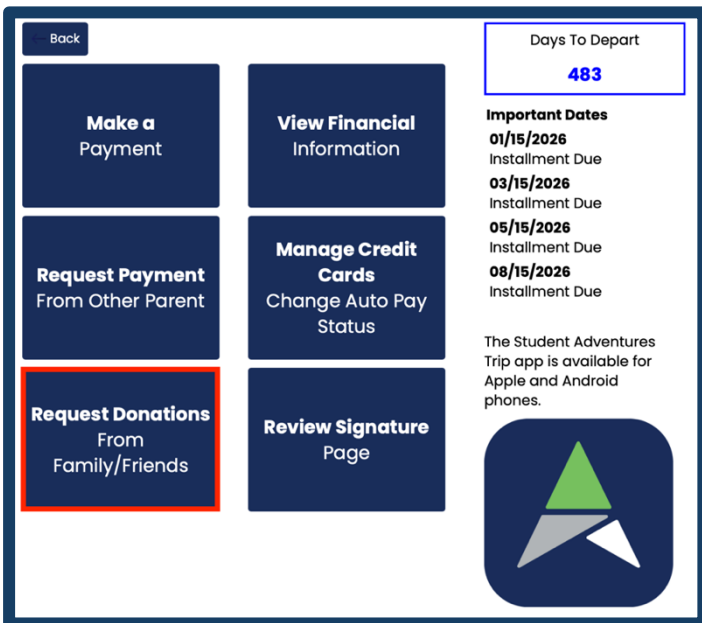 ← Back
Make a
Payment
View Financial
Information
Request Payment
From Other Parent
Manage Credit
Cards
Change Auto Pay
Status
Request Donations
From
Family/Friends
Review Signature
Page
Days To Depart
483
Important Dates
01/15/2026
Installment Due
03/15/2026
Installment Due
05/15/2026
Installment Due
08/15/2026
Installment Due
The Student Adventures
Trip app is available for
Apple and Android
phones.